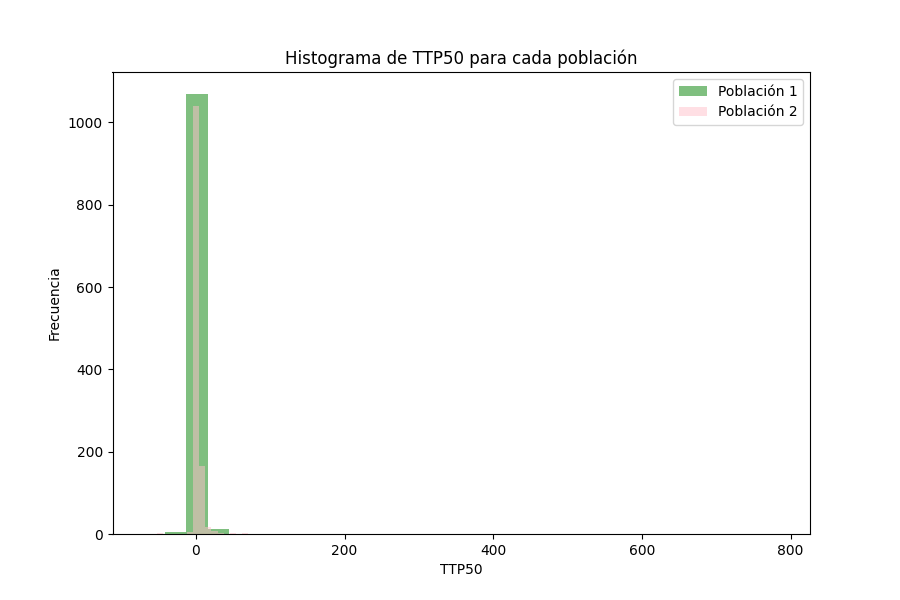 Histograma de TTP50 para cada población
Población 1
Población 2
1000
800
600
400
200
0
Frecuencia
0 200 400 600 800
TTP50